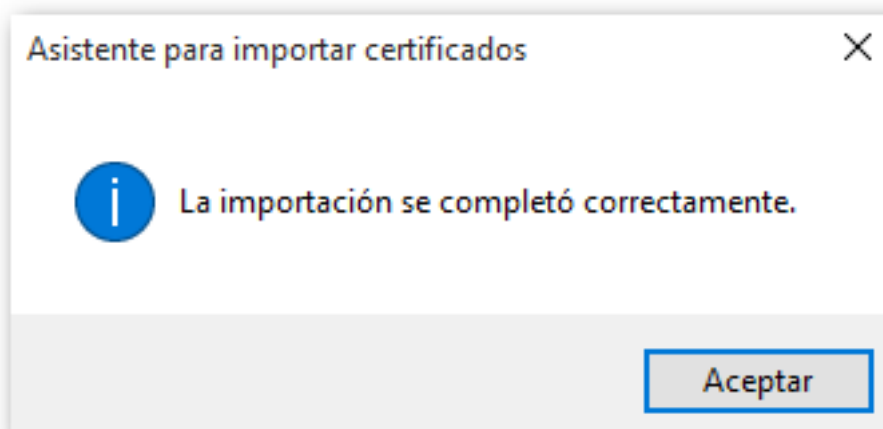 Asistente para importar certificados
La importación se completó correctamente.
Aceptar